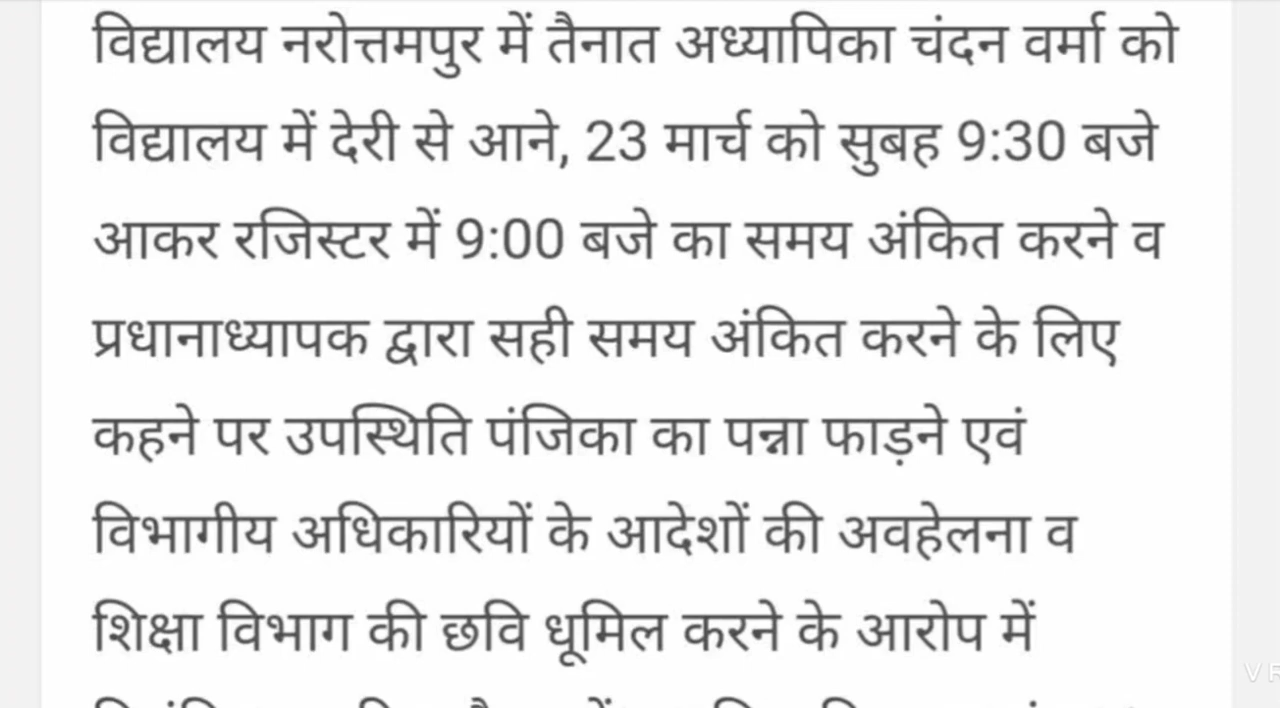 विद्यालय नरोत्तमपुर में तैनात अध्यापिका चंदन वर्मा को
विद्यालय में देरी से आने, 23 मार्च को सुबह 9:30 बजे
आकर रजिस्टर में 9:00 बजे का समय अंकित करने व
प्रधानाध्यापक द्वारा सही समय अंकित करने के लिए
कहने पर उपस्थिति पंजिका का पन्ना फाड़ने एवं
विभागीय अधिकारियों के आदेशों की अवहेलना व
शिक्षा विभाग की छवि धूमिल करने के आरोप में